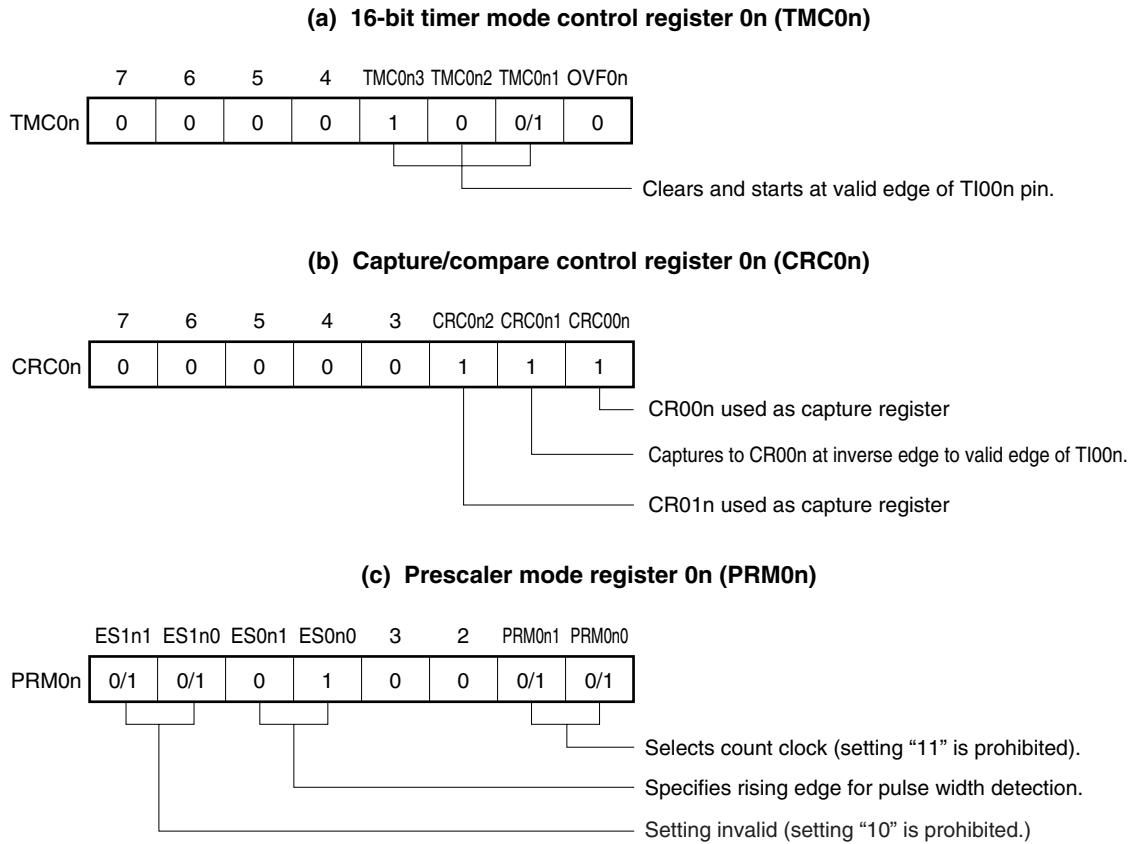 (a) 16-bit timer mode control register 0n (TMC0n)
7 6 5 4 TMC0n3 TMC0n2 TMC0n1 OVF0n
TMC0n 0 0 0 0 1 0 0/1 0
Clears and starts at valid edge of TI00n pin.
(b) Capture/compare control register 0n (CRC0n)
7 6 5 4 3 CRC0n2 CRC0n1 CRC00n
CRC0n 0 0 0 0 0 1 1 1
CR00n used as capture register
Captures to CR00n at inverse edge to valid edge of TI00n.
CR01n used as capture register
(c) Prescaler mode register 0n (PRM0n)
ES1n1 ES1n0 ES0n1 ES0n0 3 2 PRM0n1 PRM0n0
PRM0n 0/1 0/1 0 1 0 0 0/1 0/1
Selects count clock (setting “11” is prohibited).
Specifies rising edge for pulse width detection.
Setting invalid (setting “10” is prohibited.)